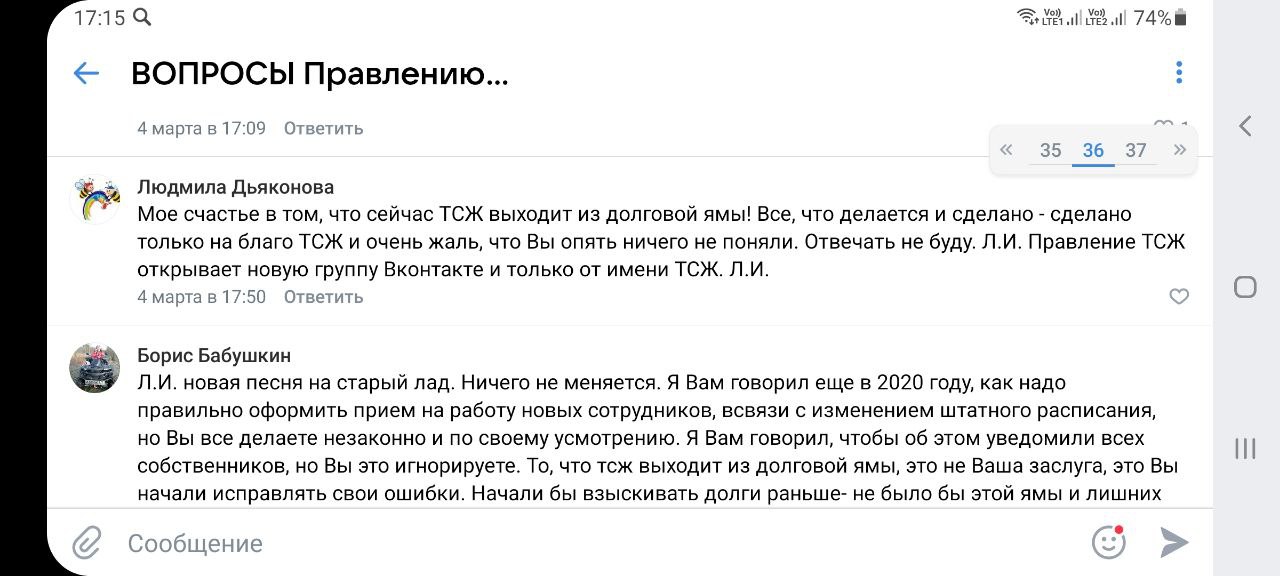 17:15
Vo)) LTE1 Vo)) LTE2 74%
ВОПРОСЫ Правлению...
4 марта в 17:09 Ответить
« 35 36 37 »
Людмила Дьяконова
Мое счастье в том, что сейчас ТСЖ выходит из долговой ямы! Все, что делается и сделано - сделано
только на благо ТСЖ и очень жаль, что Вы опять ничего не поняли. Отвечать не буду. Л.И. Правление ТСЖ
открывает новую группу Вконтакте и только от имени ТСЖ. Л.И.
4 марта в 17:50 Ответить
Борис Бабушкин
Л.И. новая песня на старый лад. Ничего не меняется. Я Вам говорил еще в 2020 году, как надо
правильно оформить прием на работу новых сотрудников, всвязи с изменением штатного расписания,
но Вы все делаете незаконно и по своему усмотрению. Я Вам говорил, чтобы об этом уведомили всех
собственников, но Вы это игнорируете. То, что тсж выходит из долговой ямы, это не Ваша заслуга, это Вы
начали исправлять свои ошибки. Начали бы взыскивать долги раньше- не было бы этой ямы и лишних
Сообщение